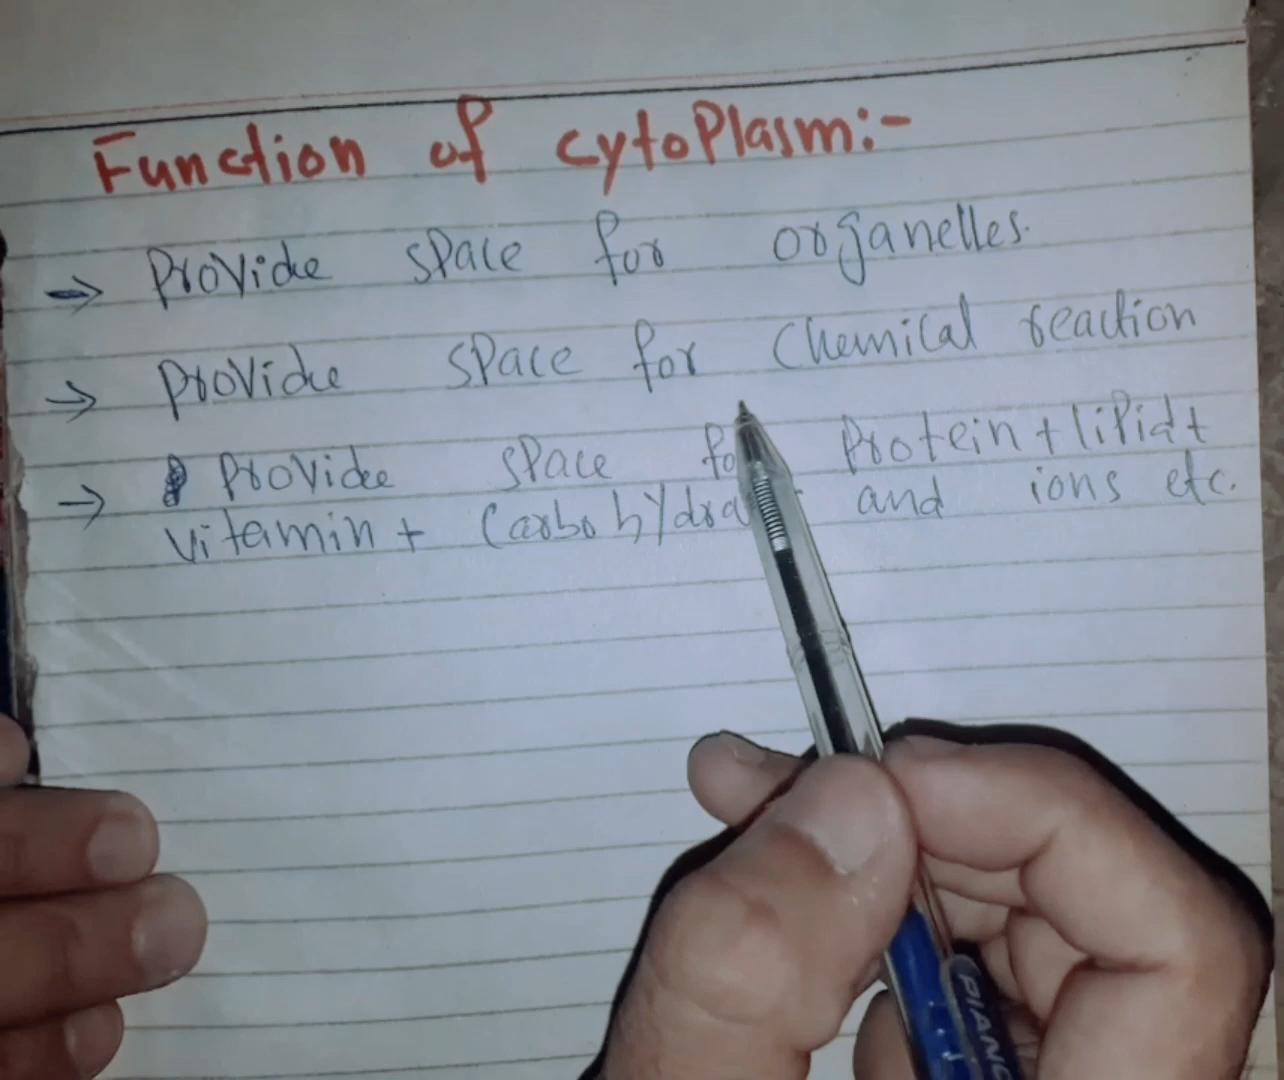 Function of cytoPlasm:-
→ Provide space for organelles.
→ Provide space for Chemical reaction
→ Provide space Protein + lipid +
vitamin + and ions etc.
PIANO